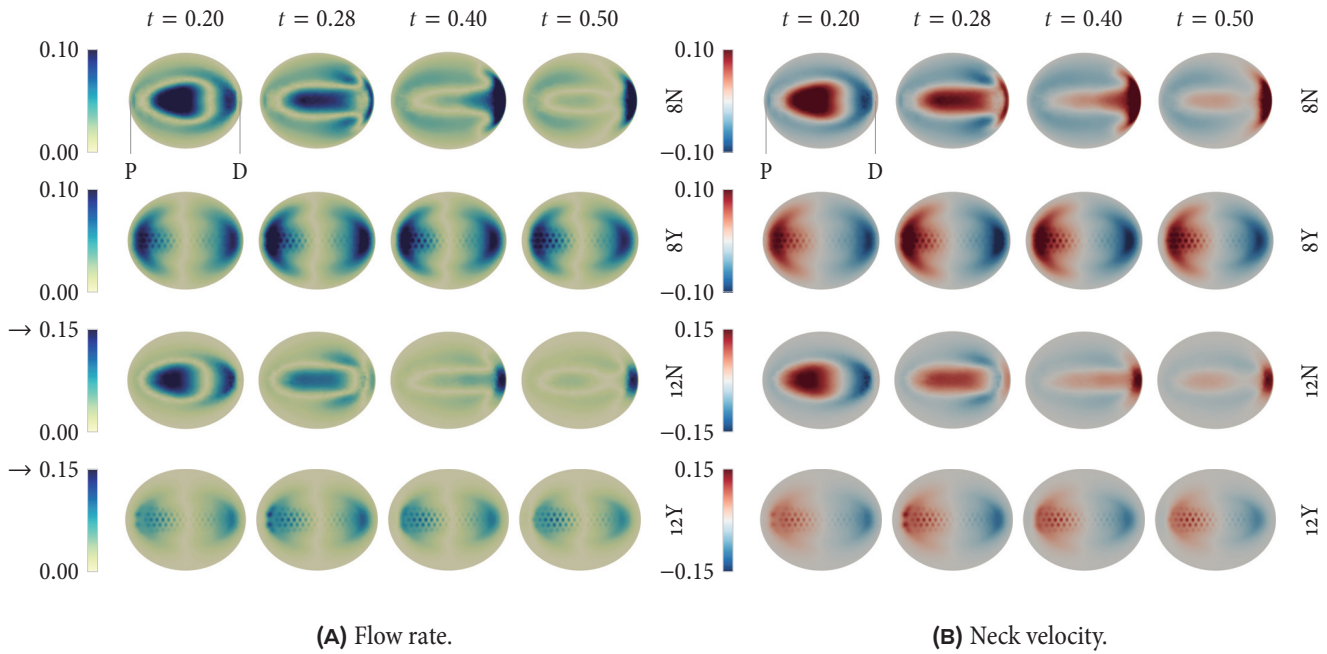 t = 0.20 t = 0.28 t = 0.40 t = 0.50
0.10
0.00
P D
8N
0.10
0.00
8Y
→ 0.15
0.00
12N
→ 0.15
0.00
12Y
(A) Flow rate.
t = 0.20 t = 0.28 t = 0.40 t = 0.50
0.10
−0.10
P D
8N
0.10
−0.10
8Y
0.15
−0.15
12N
0.15
−0.15
12Y
(B) Neck velocity.